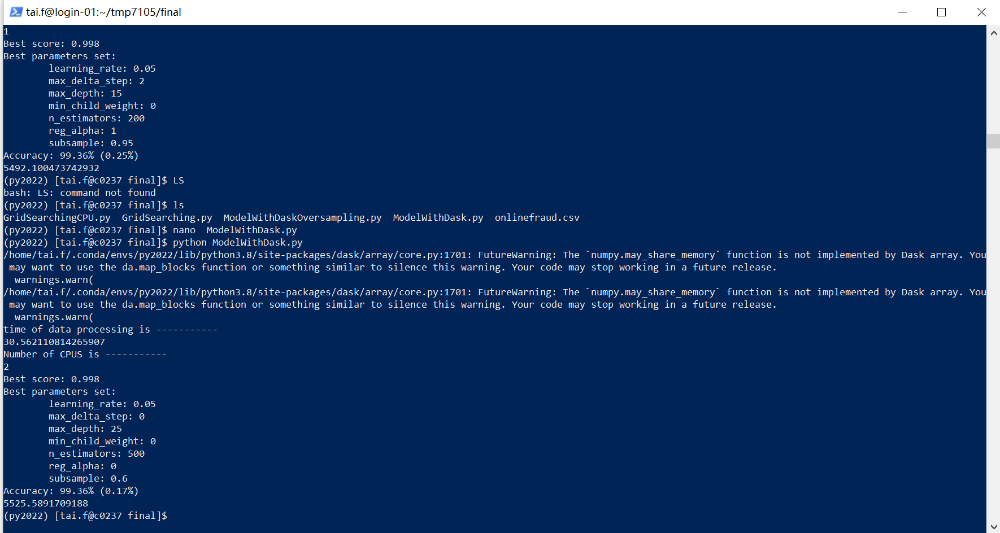 tai.f@login-01:~/tmp7105/final
1
Best score: 0.998
Best parameters set:
        learning_rate: 0.05
        max_delta_step: 2
        max_depth: 15
        min_child_weight: 0
        n_estimators: 200
        reg_alpha: 1
        subsample: 0.95
Accuracy: 99.36% (0.25%)
5492.100473742932
(py2022) [tai.f@c0237 final]$ LS
bash: LS: command not found
(py2022) [tai.f@c0237 final]$ ls
GridSearchingCPU.py  GridSearching.py  ModelWithDaskOversampling.py  ModelWithDask.py  onlinefraud.csv
(py2022) [tai.f@c0237 final]$ nano  ModelWithDask.py
(py2022) [tai.f@c0237 final]$ python ModelWithDask.py
/home/tai.f/.conda/envs/py2022/lib/python3.8/site-packages/dask/array/core.py:1701: FutureWarning: The `numpy.may_share_memory` function is not implemented by Dask array. You
 may want to use the da.map_blocks function or something similar to silence this warning. Your code may stop working in a future release.
  warnings.warn(
/home/tai.f/.conda/envs/py2022/lib/python3.8/site-packages/dask/array/core.py:1701: FutureWarning: The `numpy.may_share_memory` function is not implemented by Dask array. You
 may want to use the da.map_blocks function or something similar to silence this warning. Your code may stop working in a future release.
  warnings.warn(
time of data processing is -----------
30.562110814265907
Number of CPUS is -----------
2
Best score: 0.998
Best parameters set:
        learning_rate: 0.05
        max_delta_step: 0
        max_depth: 25
        min_child_weight: 0
        n_estimators: 500
        reg_alpha: 0
        subsample: 0.6
Accuracy: 99.36% (0.17%)
5525.5891709188
(py2022) [tai.f@c0237 final]$